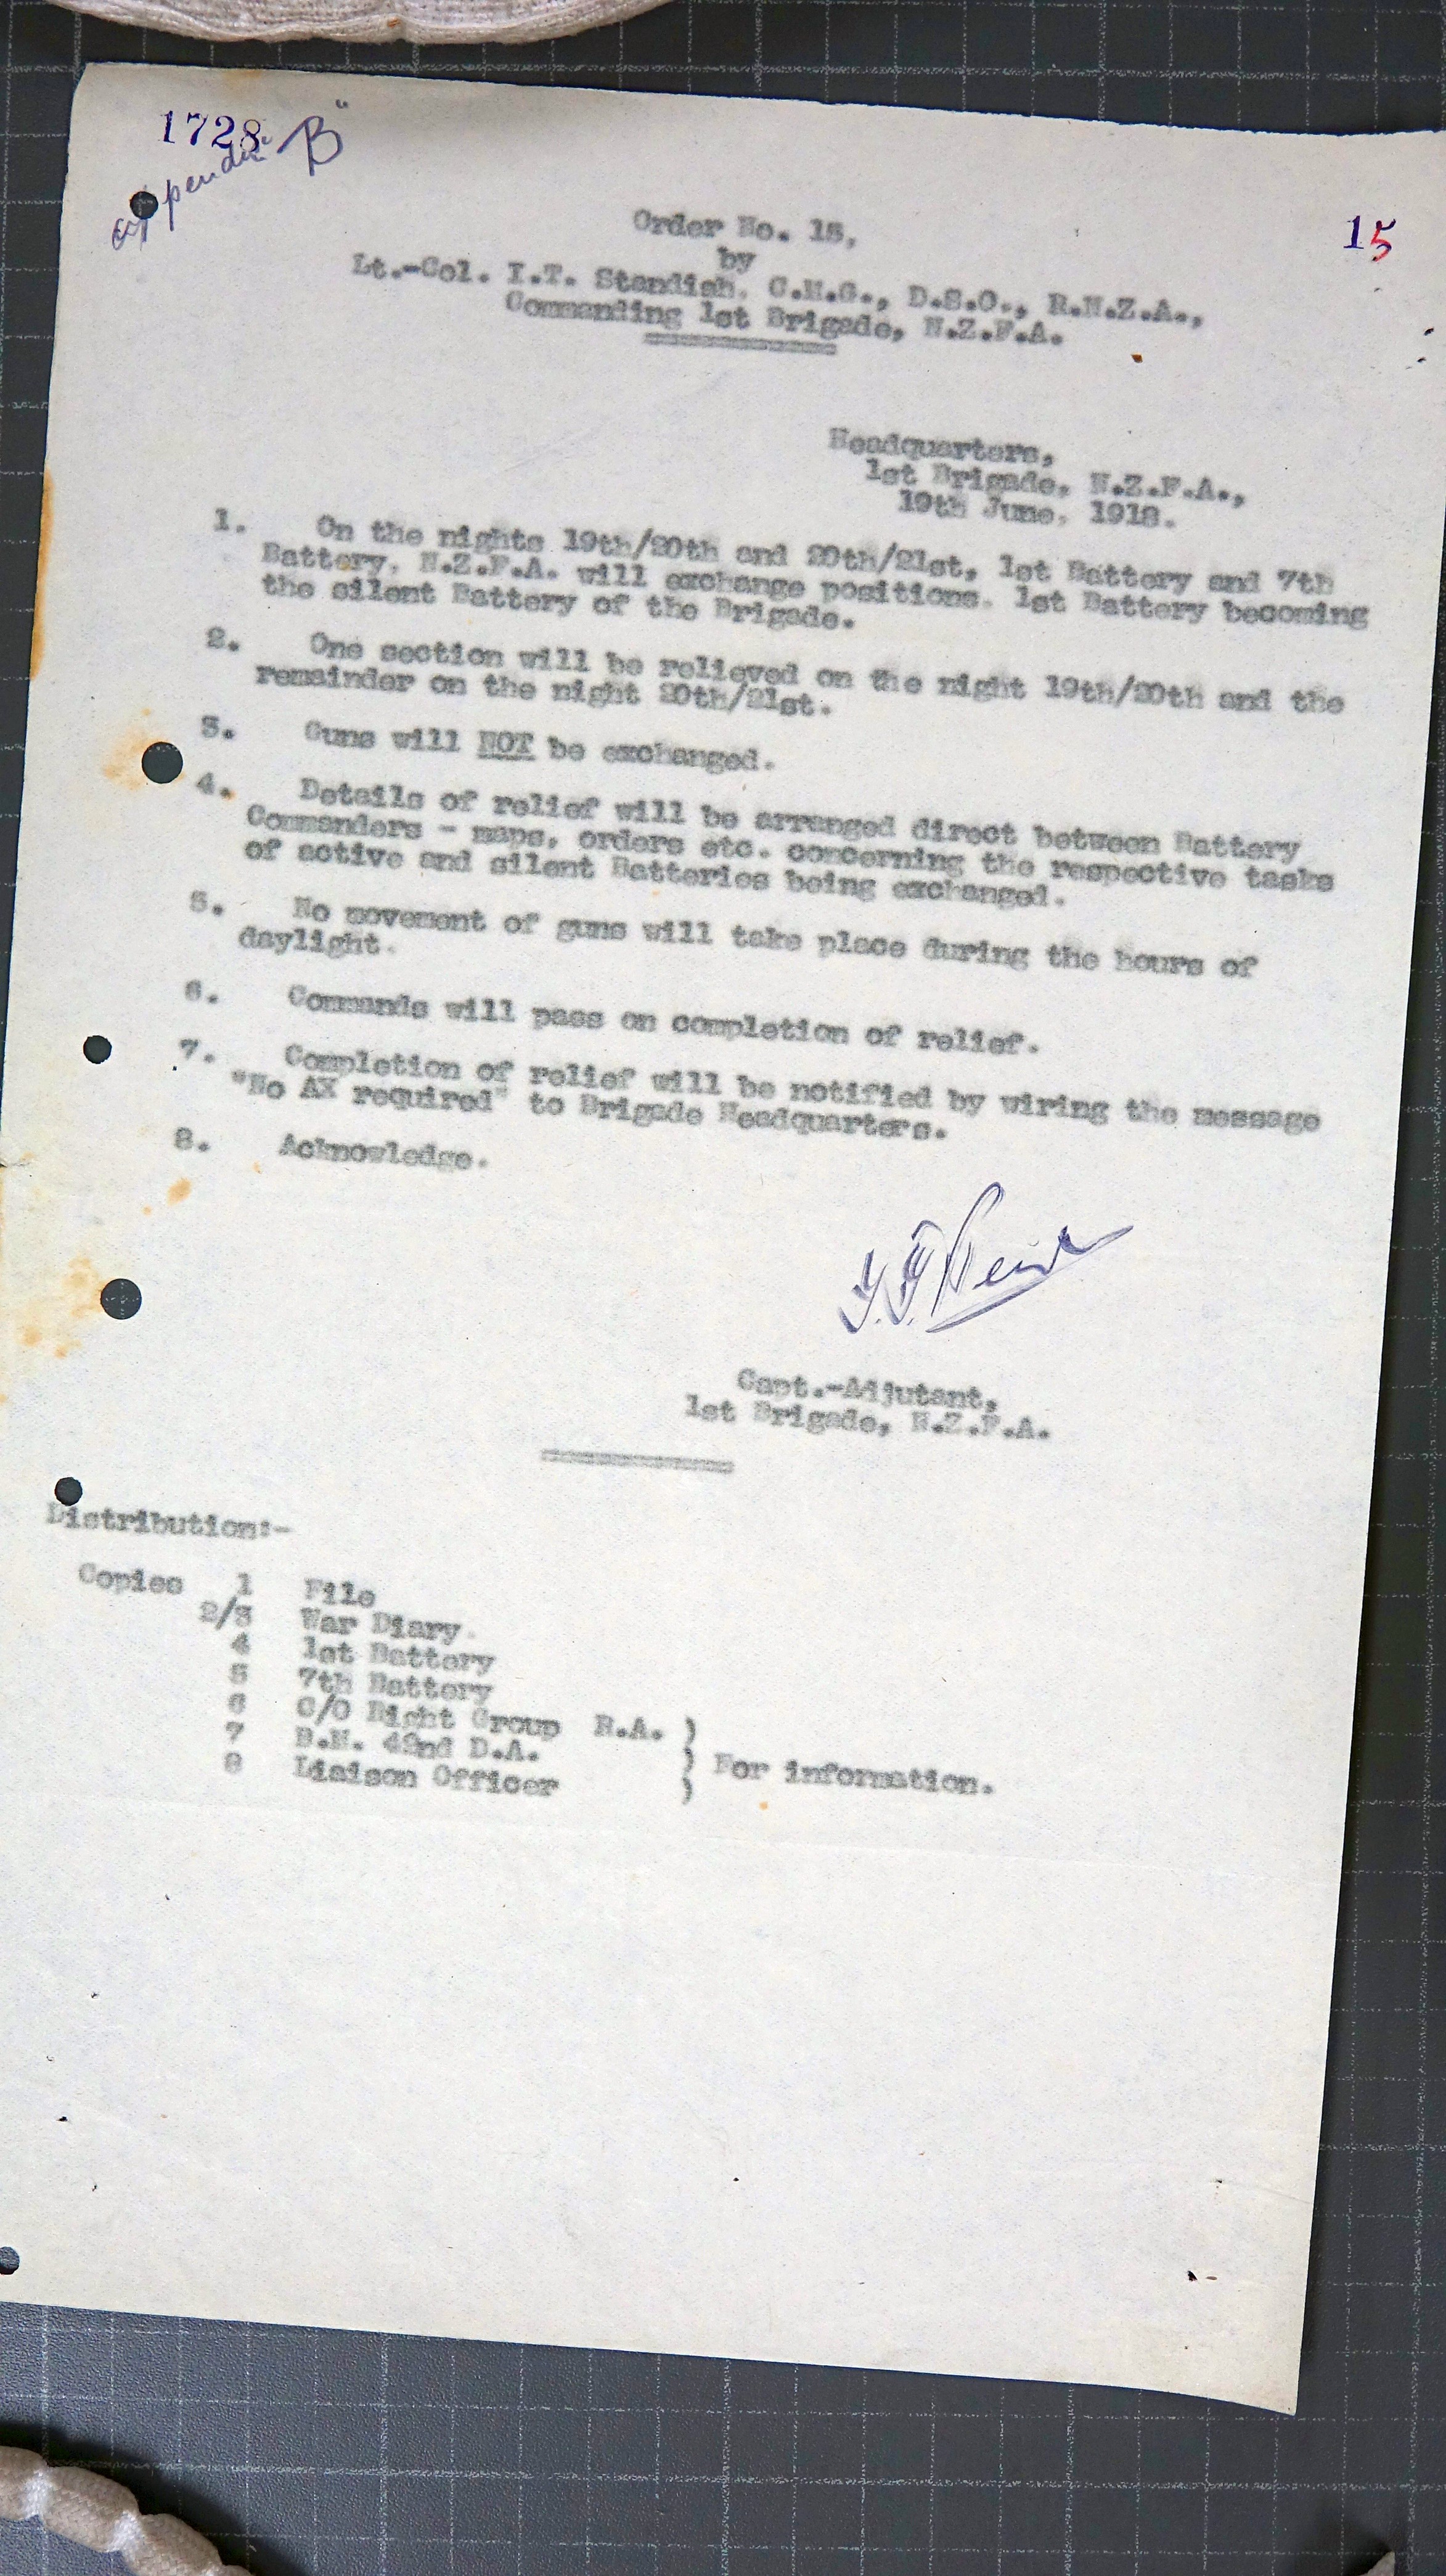 1728
appendix "B"
15
Order No. 15,
by
Lt.-Col. I.T. Standish. C.M.G., D.S.O., R.N.Z.A.,
Commanding 1st Brigade, N.Z.F.A.
Headquarters,
1st Brigade, N.Z.F.A.,
19th June, 1918.
1. On the nights 19th/20th and 20th/21st, 1st Battery and 7th
Battery, N.Z.F.A. will exchange positions. 1st Battery becoming
the silent Battery of the Brigade.
2. One section will be relieved on the night 19th/20th and the
remainder on the night 20th/21st.
3. Guns will NOT be exchanged.
4. Details of relief will be arranged direct between Battery
Commanders - maps, orders etc. concerning the respective tasks
of active and silent Batteries being exchanged.
5. No movement of guns will take place during the hours of
daylight.
6. Commands will pass on completion of relief.
7. Completion of relief will be notified by wiring the message
"No AX required" to Brigade Headquarters.
8. Acknowledge.
Capt.-Adjutant,
1st Brigade, N.Z.F.A.
Distribution:-
Copies 1 File
2/3 War Diary.
4 1st Battery
5 7th Battery
6 C/O Right Group R.A. )
7 B.M. 42nd D.A. ) For information.
8 Liaison Officer )